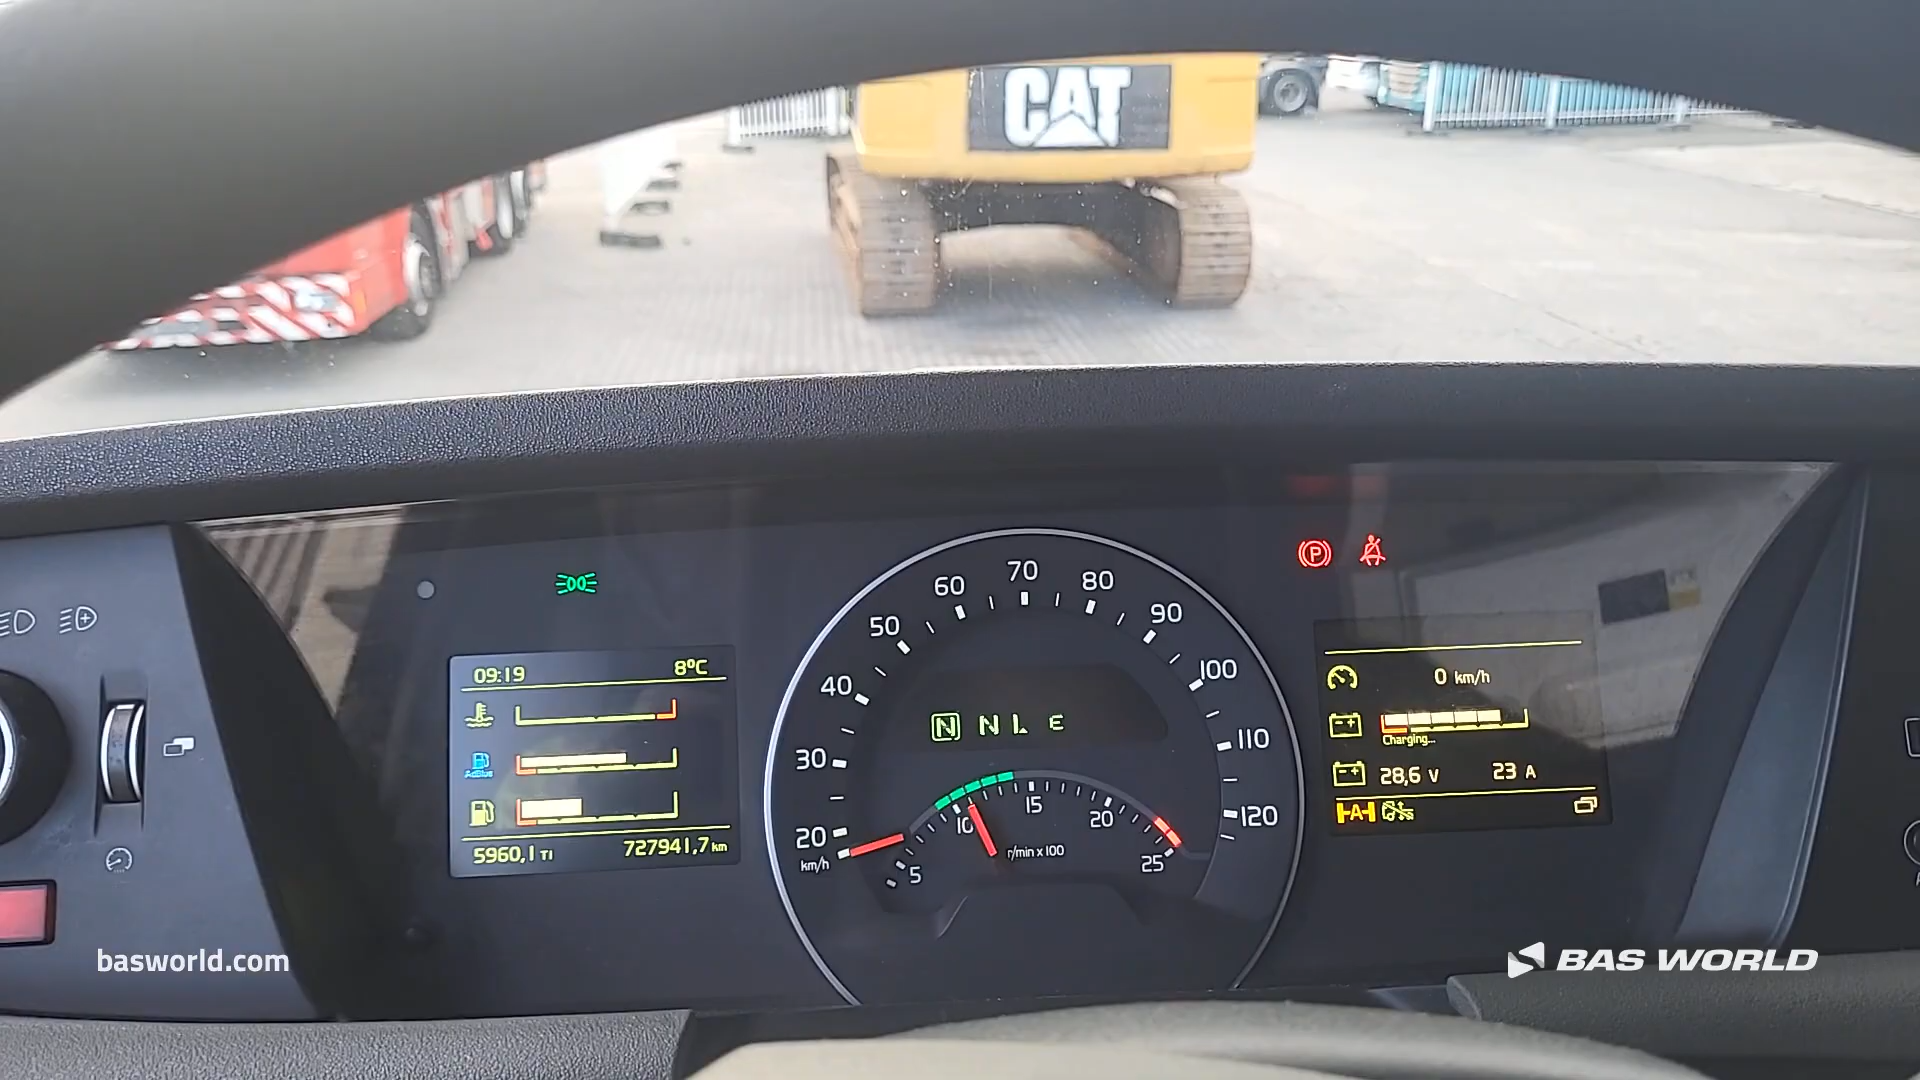 CAT
09:19 8°C
AdBlue
5960,1 TI 727941,7 km
20 30 40 50 60 70 80 90 100 110 120
km/h
N N L E
5 10 15 20 25
r/min x 100
P
0 km/h
Charging...
28,6 V 23 A
A
basworld.com
BAS WORLD